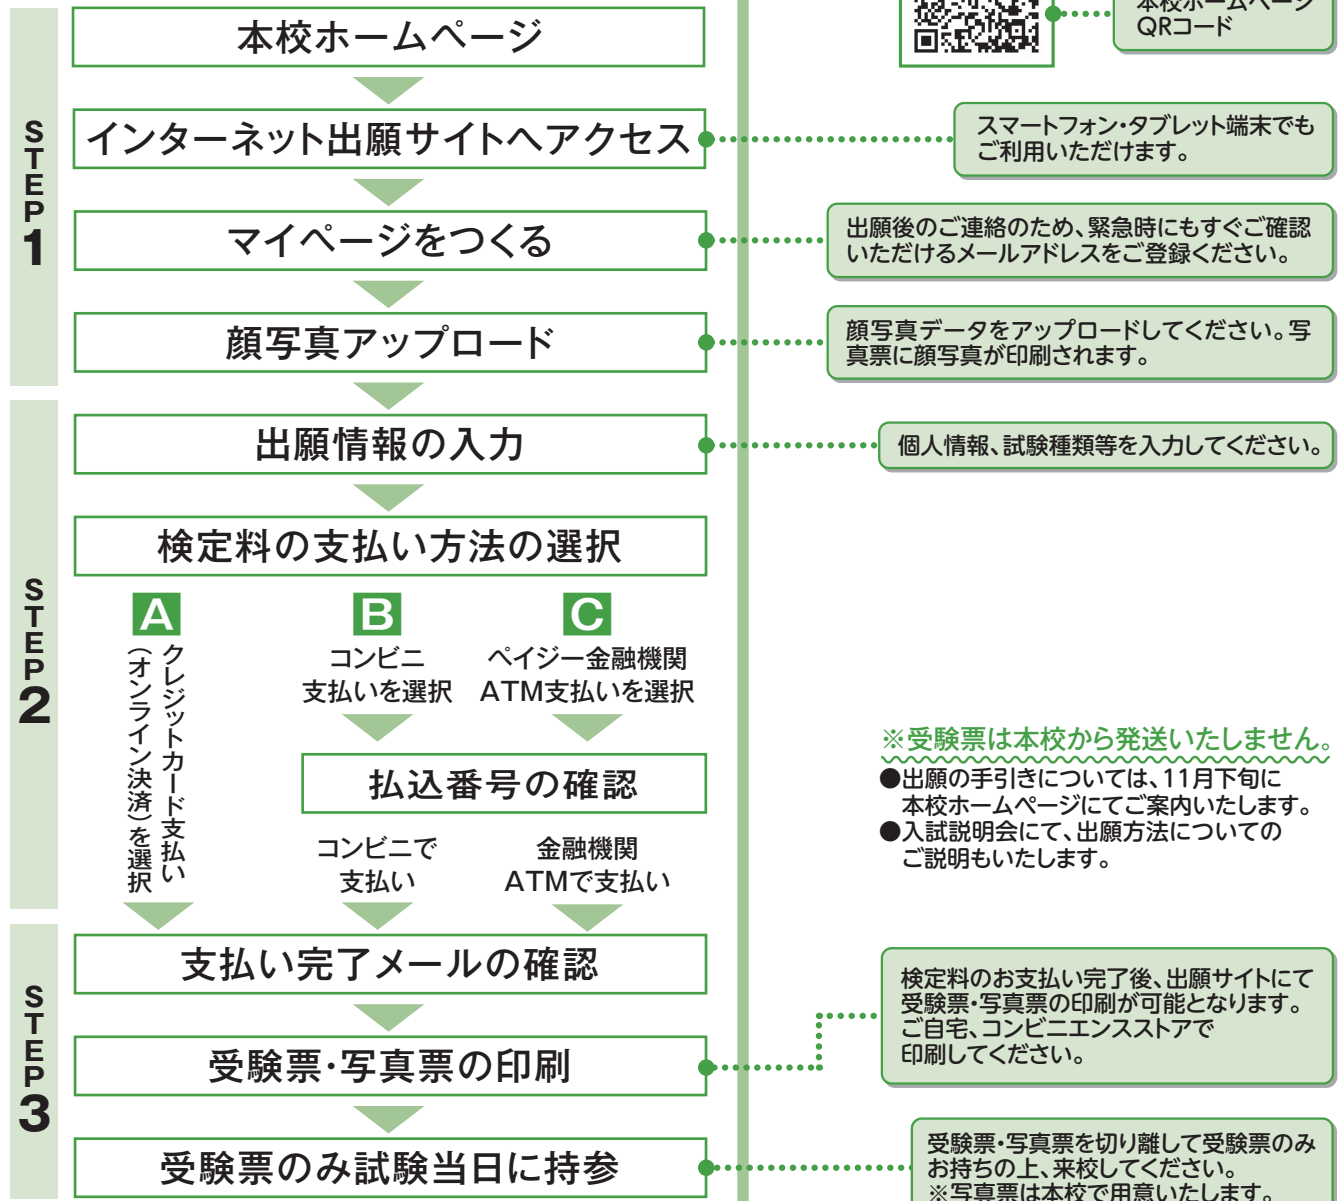 STEP1
本校ホームページ
本校ホームページ
QRコード
インターネット出願サイトへアクセス
スマートフォン・タブレット端末でも
ご利用いただけます。
マイページをつくる
出願後のご連絡のため、緊急時にもすぐご確認
いただけるメールアドレスをご登録ください。
顔写真アップロード
顔写真データをアップロードしてください。写
真票に顔写真が印刷されます。
STEP2
出願情報の入力
個人情報、試験種類等を入力してください。
検定料の支払い方法の選択
A
クレジットカード支払い
（オンライン決済）を選択
B
コンビニ
支払いを選択
C
ペイジー金融機関
ATM支払いを選択
払込番号の確認
コンビニで
支払い
金融機関
ATMで支払い
※受験票は本校から発送いたしません。
●出願の手引きについては、11月下旬に
本校ホームページにてご案内いたします。
●入試説明会にて、出願方法についての
ご説明もいたします。
STEP3
支払い完了メールの確認
受験票・写真票の印刷
検定料のお支払い完了後、出願サイトにて
受験票・写真票の印刷が可能となります。
ご自宅、コンビニエンスストアで
印刷してください。
受験票のみ試験当日に持参
受験票・写真票を切り離して受験票のみ
お持ちの上、来校してください。
※写真票は本校で用意いたします。